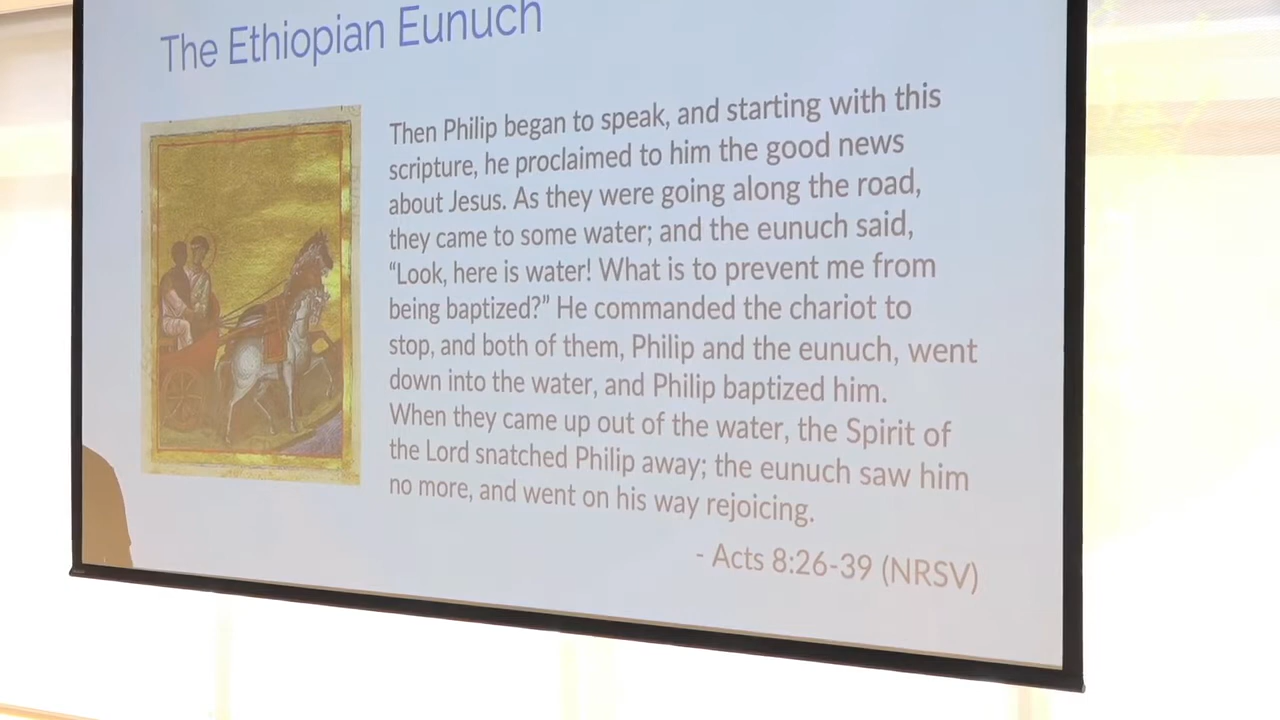 The Ethiopian Eunuch
Then Philip began to speak, and starting with this
scripture, he proclaimed to him the good news
about Jesus. As they were going along the road,
they came to some water; and the eunuch said,
“Look, here is water! What is to prevent me from
being baptized?” He commanded the chariot to
stop, and both of them, Philip and the eunuch, went
down into the water, and Philip baptized him.
When they came up out of the water, the Spirit of
the Lord snatched Philip away; the eunuch saw him
no more, and went on his way rejoicing.
- Acts 8:26-39 (NRSV)